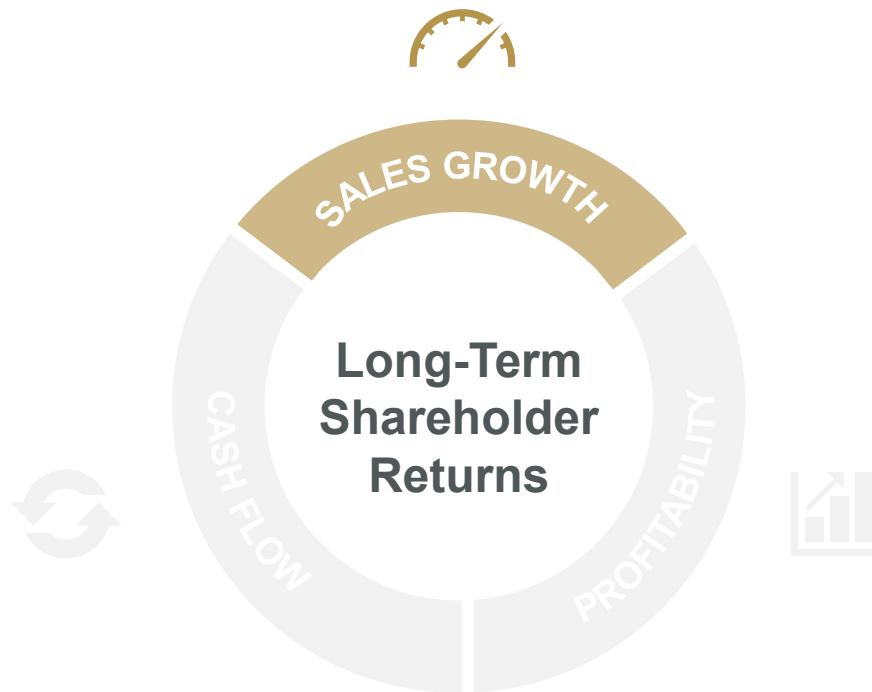 SALES GROWTH
Long-Term
Shareholder
Returns
CASH FLOW
PROFITABILITY